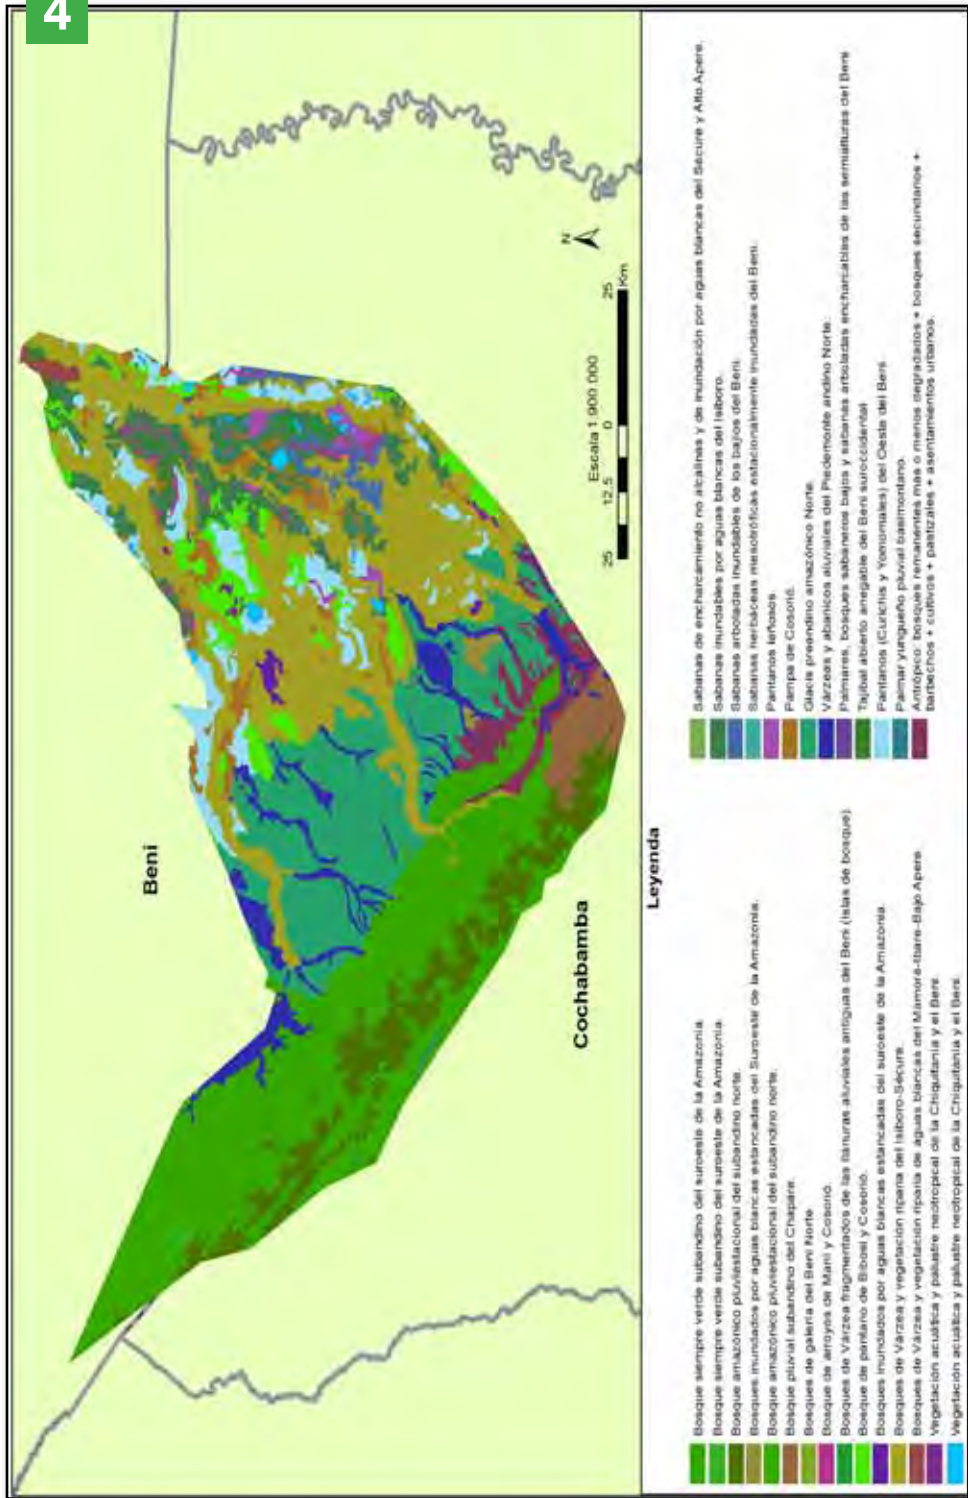 4
Beni
Cochabamba
N
Escala 1:900 000
25 12,5 0 25
Km
Leyenda
Bosque siempre verde subandino del suroeste de la Amazonia.
Bosque siempre verde subandino del suroeste de la Amazonia.
Bosque amazónico pluviestacional del subandino norte.
Bosques inundados por aguas blancas estancadas del Suroeste de la Amazonia.
Bosque amazónico pluviestacional del subandino norte.
Bosque pluvial subandino del Chapare.
Bosques de galería del Beni Norte
Bosque de arroyos de Maní y Cosorió.
Bosques de Várzea fragmentados de las llanuras aluviales antiguas del Beni (Islas de bosque)
Bosque de pantano de Bibosi y Cosorió.
Bosques inundados por aguas blancas estancadas del suroeste de la Amazonia.
Bosques de Várzea y vegetación riparia del Isiboro-Sécure
Bosques de Várzea y vegetación riparia de aguas blancas del Mamoré-Ibare-Bajo Apere
Vegetación acuática y palustre neotropical de la Chiquitania y el Beni
Vegetación acuática y palustre neotropical de la Chiquitania y el Beni
Sabanas de encharcamiento no alcalinas y de inundación por aguas blancas del Sécure y Alto Apere.
Sabanas inundables por aguas blancas del Isiboro.
Sabanas arboladas inundables de los bajios del Beni.
Sabanas herbáceas mesotróficas estacionalmente inundadas del Beni.
Pantanos leñosos.
Pampa de Cosorió.
Glacis preandino amazónico Norte.
Várzeas y abanicos aluviales del Piedemonte andino Norte.
Palmares, bosques sabaneros bajos y sabanas arboladas encharcables de las semialturas del Beni
Tajibal abierto anegable del Beni suroccidental
Pantanos (Curichis y Yomomales) del Oeste del Beni
Palmar yungueño pluvial basimontano.
Antrópico: bosques remanentes más o menos degradados + bosques secundarios +
barbechos + cultivos + pastizales + asentamientos urbanos.